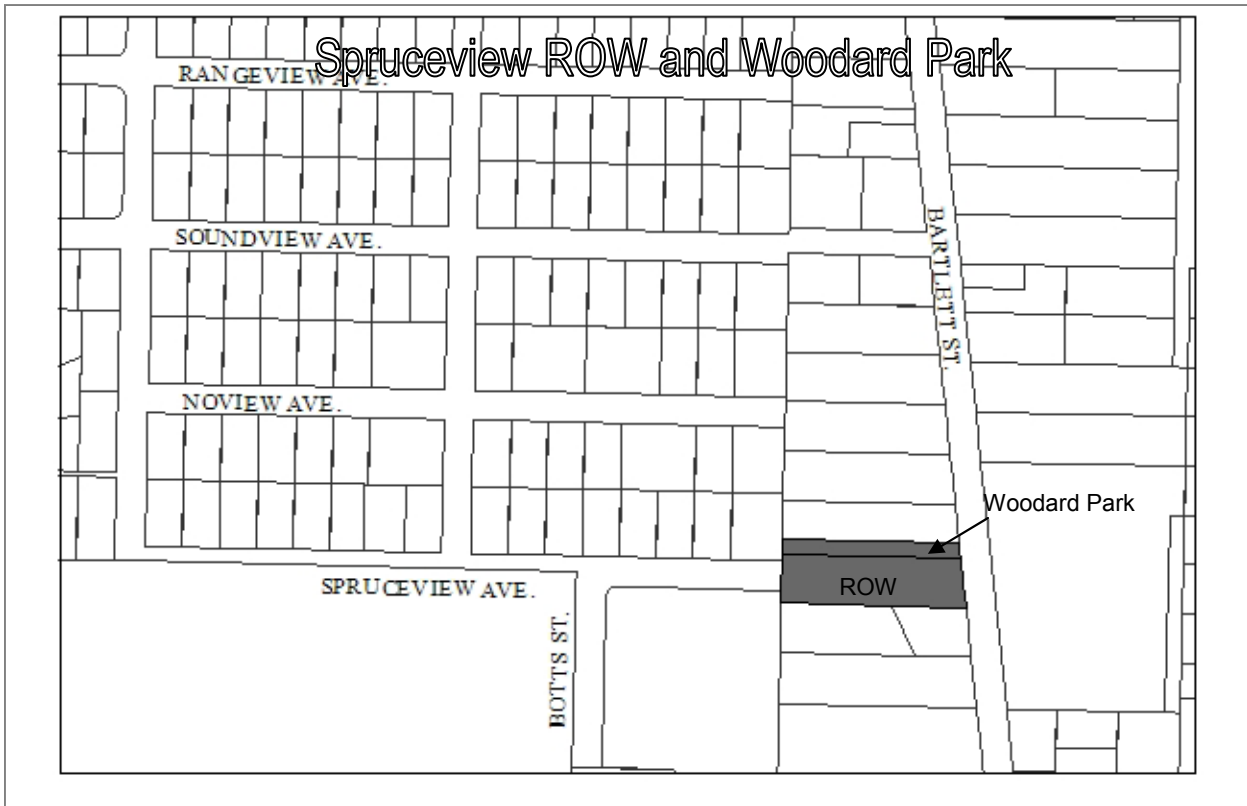 Spruceview ROW and Woodard Park
RANGEVIEW AVE.
SOUNDVIEW AVE.
BARTLETT ST.
NOVIEW AVE.
Woodard Park
ROW
SPRUCEVIEW AVE.
BOTTS ST.